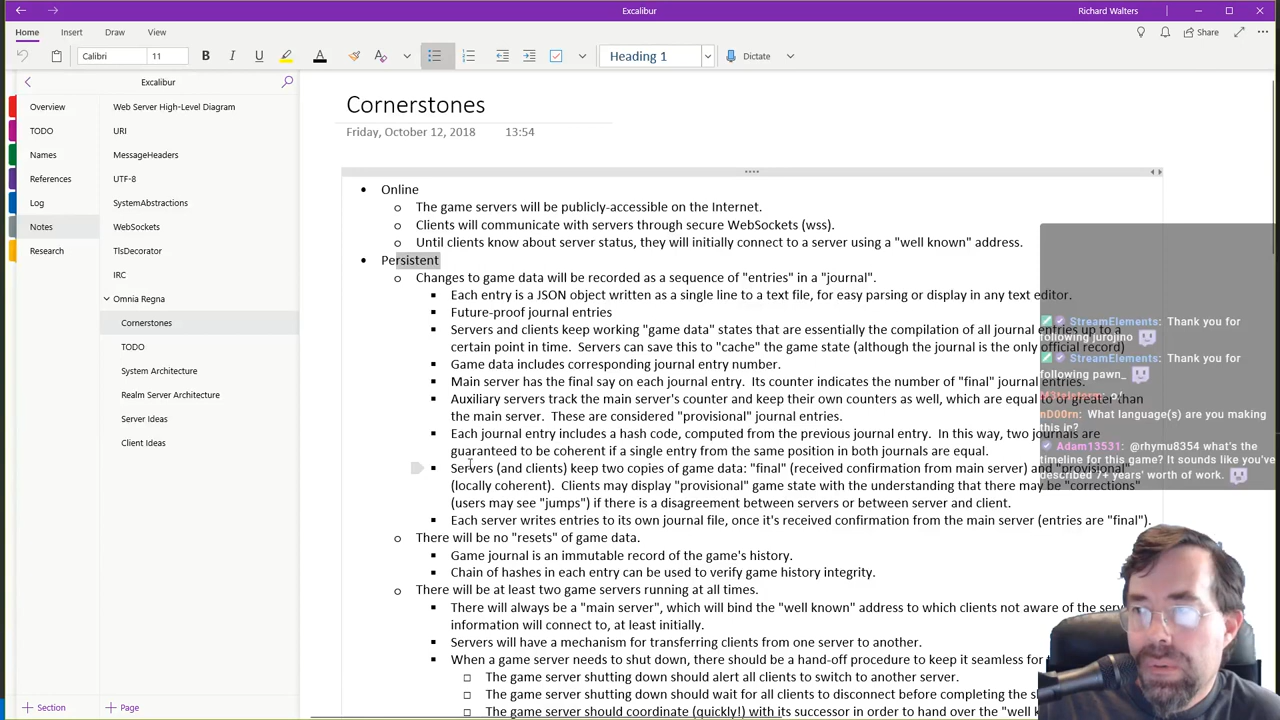 Excalibur
Richard Walters
Home Insert Draw View
Share
Calibri 11 B I U A Heading 1 Dictate
Excalibur
Overview
TODO
Names
References
Log
Notes
Research
Web Server High-Level Diagram
URI
MessageHeaders
UTF-8
SystemAbstractions
WebSockets
TlsDecorator
IRC
Omnia Regna
Cornerstones
TODO
System Architecture
Realm Server Architecture
Server Ideas
Client Ideas
+ Section
+ Page
Cornerstones
Friday, October 12, 2018 13:54
• Online
o The game servers will be publicly-accessible on the Internet.
o Clients will communicate with servers through secure WebSockets (wss).
o Until clients know about server status, they will initially connect to a server using a "well known" address.
• Persistent
o Changes to game data will be recorded as a sequence of "entries" in a "journal".
▪ Each entry is a JSON object written as a single line to a text file, for easy parsing or display in any text editor.
▪ Future-proof journal entries
▪ Servers and clients keep working "game data" states that are essentially the compilation of all journal entries up to a
certain point in time. Servers can save this to "cache" the game state (although the journal is the only official record)
▪ Game data includes corresponding journal entry number.
▪ Main server has the final say on each journal entry. Its counter indicates the number of "final" journal entries.
▪ Auxiliary servers track the main server's counter and keep their own counters as well, which are equal to or greater than
the main server. These are considered "provisional" journal entries.
▪ Each journal entry includes a hash code, computed from the previous journal entry. In this way, two journals are
guaranteed to be coherent if a single entry from the same position in both journals are equal.
▪ Servers (and clients) keep two copies of game data: "final" (received confirmation from main server) and "provisional"
(locally coherent). Clients may display "provisional" game state with the understanding that there may be "corrections"
(users may see "jumps") if there is a disagreement between servers or between server and client.
▪ Each server writes entries to its own journal file, once it's received confirmation from the main server (entries are "final").
o There will be no "resets" of game data.
▪ Game journal is an immutable record of the game's history.
▪ Chain of hashes in each entry can be used to verify game history integrity.
o There will be at least two game servers running at all times.
▪ There will always be a "main server", which will bind the "well known" address to which clients not aware of the
information will connect to, at least initially.
▪ Servers will have a mechanism for transferring clients from one server to another.
▪ When a game server needs to shut down, there should be a hand-off procedure to keep it seamless for
□ The game server shutting down should alert all clients to switch to another server.
□ The game server shutting down should wait for all clients to disconnect before completing the
□ The game server should coordinate (quickly!) with its successor in order to hand over the "well
StreamElements: Thank you for
following jurojino
StreamElements: Thank you for
following pawn_
nD00rn: What language(s) are you making
this in?
Adam13531: @rhymu8354 what's the
timeline for this game? It sounds like you've
described 7+ years' worth of work.